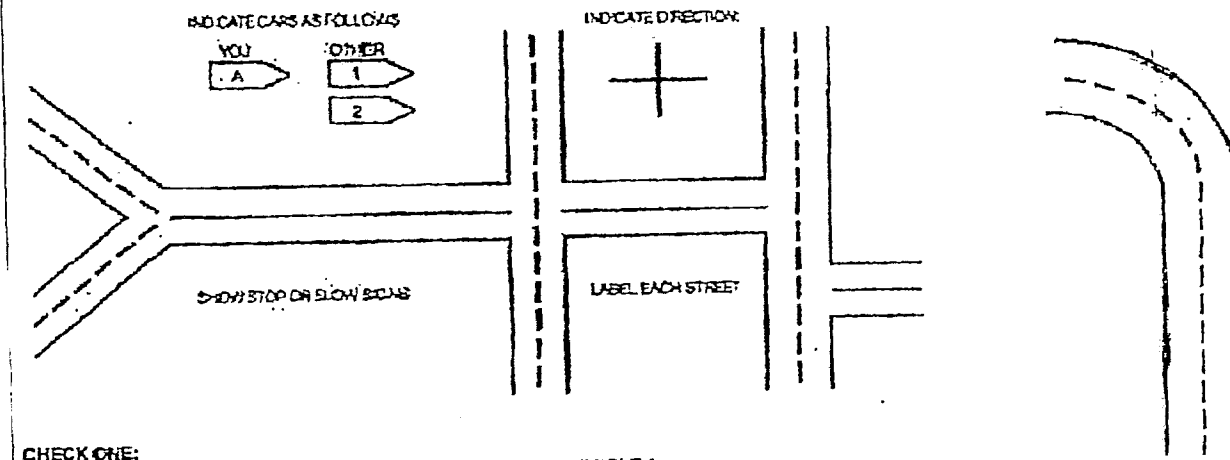 INDICATE CARS AS FOLLOWS
INDICATE DIRECTION:
YOU
OTHER
A
1
2
SHOW STOP OR SLOW SIGNS
LABEL EACH STREET
CHECK ONE: